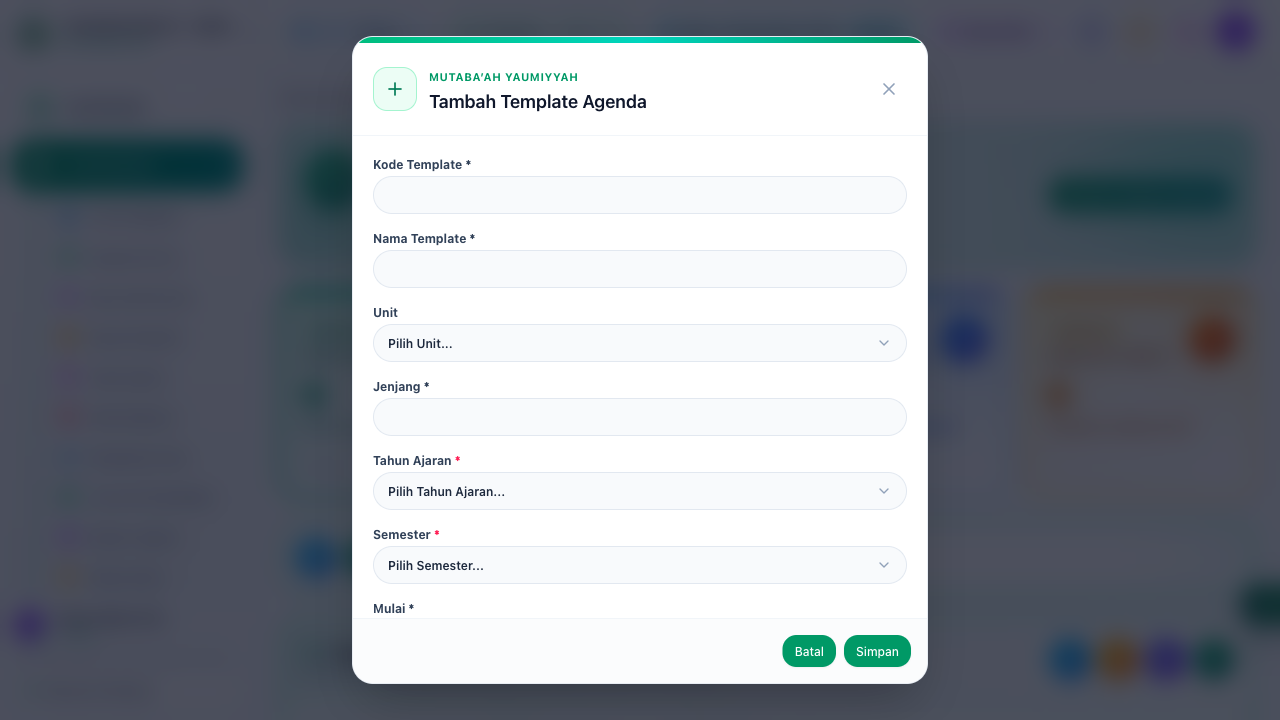 MUTABA'AH YAUMIYYAH
Tambah Template Agenda
Kode Template *
Nama Template *
Unit
Pilih Unit...
Jenjang *
Tahun Ajaran *
Pilih Tahun Ajaran...
Semester *
Pilih Semester...
Mulai *
Batal
Simpan